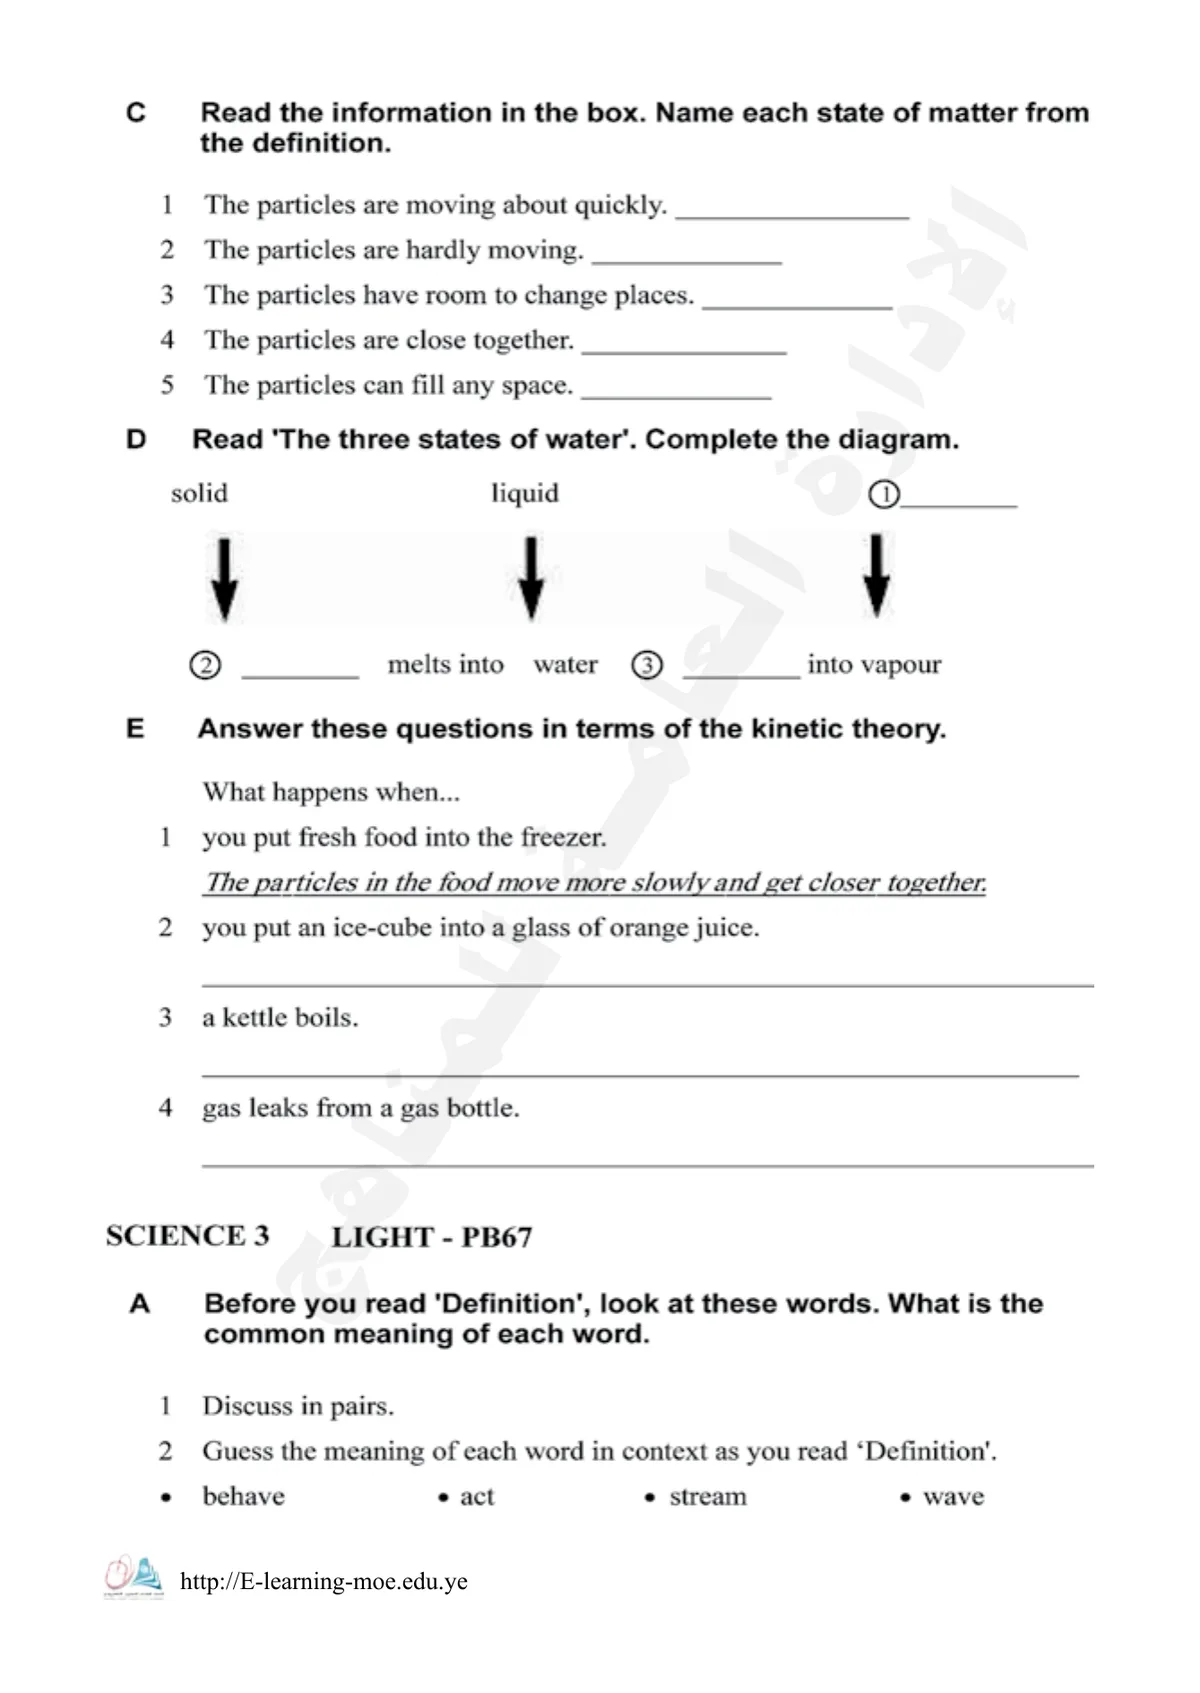 C Read the information in the box. Name each state of matter from
the definition.
1 The particles are moving about quickly. ________________
2 The particles are hardly moving. _____________
3 The particles have room to change places. _____________
4 The particles are close together. ______________
5 The particles can fill any space. _____________
D Read 'The three states of water'. Complete the diagram.
solid liquid ①________
② ________ melts into water ③ ________ into vapour
E Answer these questions in terms of the kinetic theory.
What happens when...
1 you put fresh food into the freezer.
The particles in the food move more slowly and get closer together.
2 you put an ice-cube into a glass of orange juice.
3 a kettle boils.
4 gas leaks from a gas bottle.
SCIENCE 3 LIGHT - PB67
A Before you read 'Definition', look at these words. What is the
common meaning of each word.
1 Discuss in pairs.
2 Guess the meaning of each word in context as you read ‘Definition'.
• behave • act • stream • wave
http://E-learning-moe.edu.ye
الإدارة العامة للمناهج